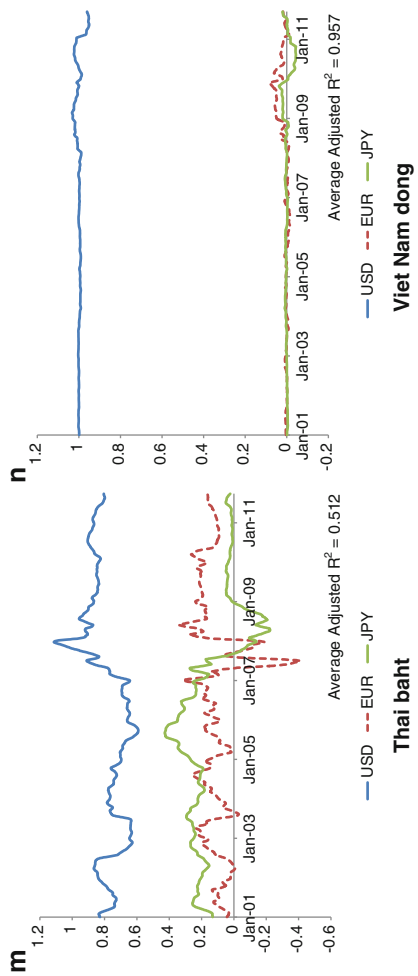 m
1.2
1
0.8
0.6
0.4
0.2
0
-0.2
-0.4
-0.6
Jan-01
Jan-03
Jan-05
Jan-07
Jan-09
Jan-11
Average Adjusted R² = 0.512
USD EUR JPY
Thai baht
n
1.2
1
0.8
0.6
0.4
0.2
0
-0.2
Jan-01
Jan-03
Jan-05
Jan-07
Jan-09
Jan-11
Average Adjusted R² = 0.957
USD EUR JPY
Viet Nam dong